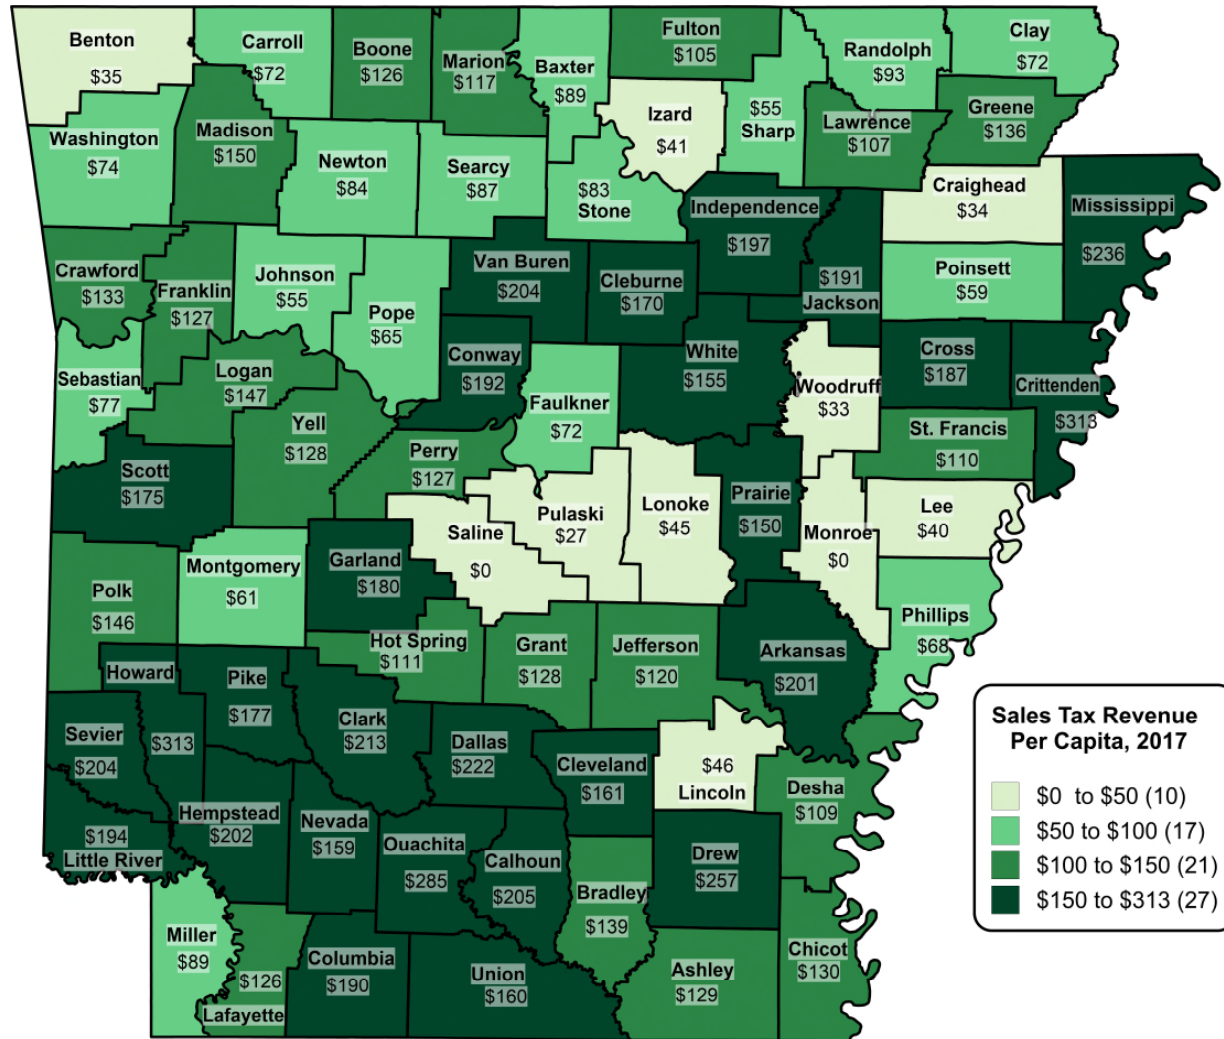 Benton
$35
Carroll
$72
Boone
$126
Marion
$117
Baxter
$89
Fulton
$105
Izard
$41
$55
Sharp
Randolph
$93
Clay
$72
Lawrence
$107
Greene
$136
Washington
$74
Madison
$150
Newton
$84
Searcy
$87
$83
Stone
Independence
$197
$191
Jackson
Craighead
$34
Mississippi
$236
Crawford
$133
Franklin
$127
Johnson
$55
Pope
$65
Van Buren
$204
Cleburne
$170
Poinsett
$59
Sebastian
$77
Logan
$147
Yell
$128
Conway
$192
Faulkner
$72
White
$155
Woodruff
$33
Cross
$187
Crittenden
$313
St. Francis
$110
Scott
$175
Perry
$127
Saline
$0
Pulaski
$27
Lonoke
$45
Prairie
$150
Monroe
$0
Lee
$40
Polk
$146
Montgomery
$61
Garland
$180
Hot Spring
$111
Grant
$128
Jefferson
$120
Arkansas
$201
Phillips
$68
Howard
$313
Pike
$177
Clark
$213
Sevier
$204
Dallas
$222
Cleveland
$161
$46
Lincoln
Desha
$109
$194
Little River
Hempstead
$202
Nevada
$159
Ouachita
$285
Calhoun
$205
Bradley
$139
Drew
$257
Miller
$89
$126
Lafayette
Columbia
$190
Union
$160
Ashley
$129
Chicot
$130
Sales Tax Revenue
Per Capita, 2017
$0 to $50 (10)
$50 to $100 (17)
$100 to $150 (21)
$150 to $313 (27)